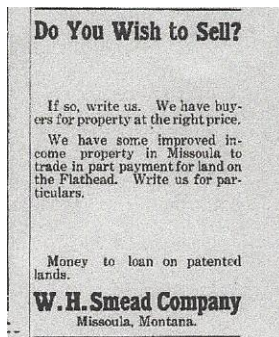 Do You Wish to Sell?
If so, write us. We have buy-
ers for property at the right price.
We have some improved in-
come property in Missoula to
trade in part payment for land on
the Flathead. Write us for par-
ticulars.
Money to loan on patented
lands.
W. H. Smead Company
Missoula, Montana.